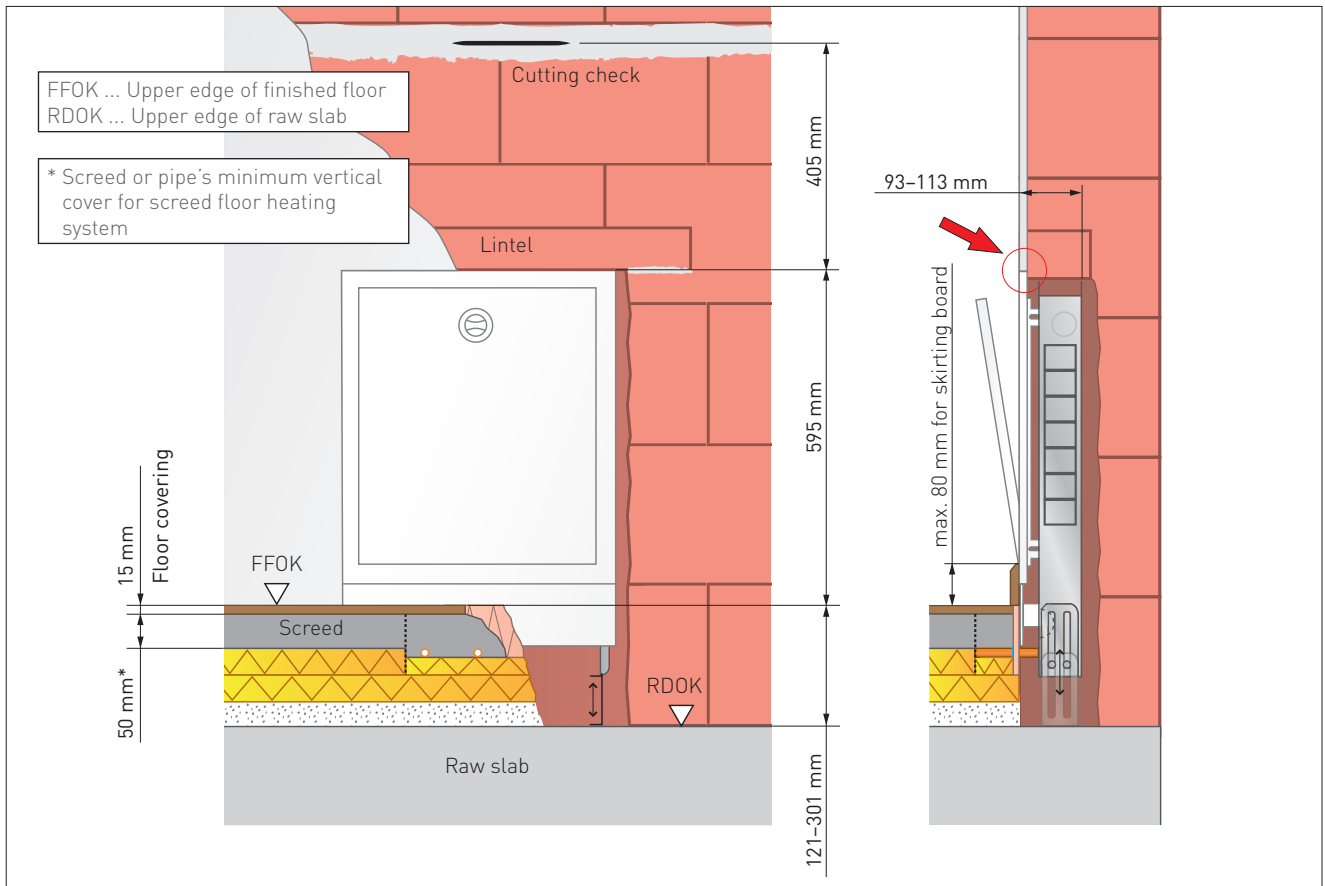 FFOK ... Upper edge of finished floor
RDOK ... Upper edge of raw slab
* Screed or pipe's minimum vertical
cover for screed floor heating
system
Cutting check
405 mm
Lintel
595 mm
15 mm
Floor covering
FFOK
Screed
50 mm*
RDOK
Raw slab
121–301 mm
93–113 mm
max. 80 mm for skirting board